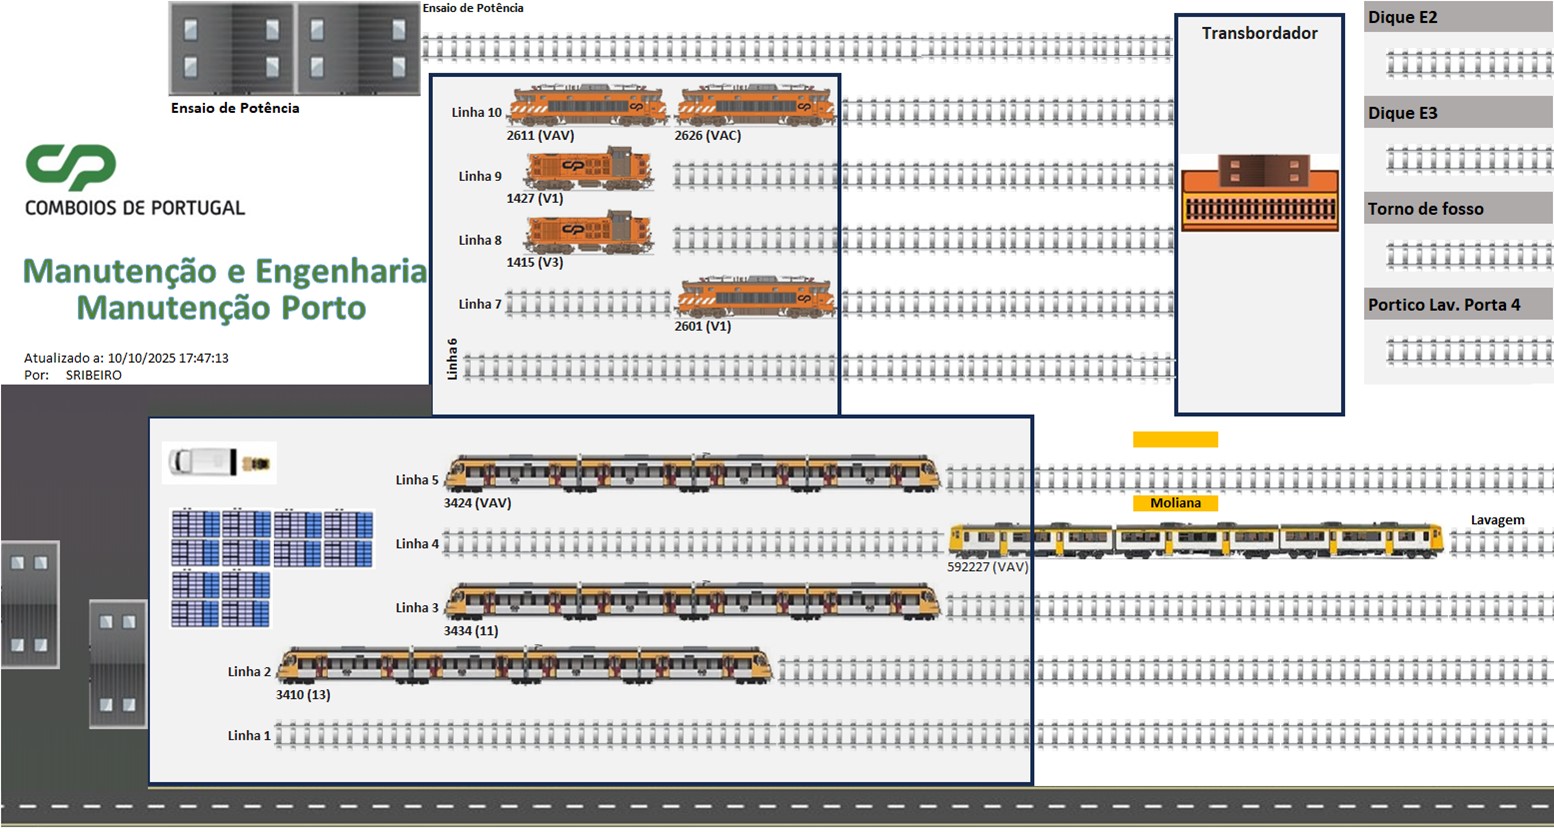 Ensaio de Potência
Ensaio de Potência
COMBOIOS DE PORTUGAL
Manutenção e Engenharia
Manutenção Porto
Atualizado a: 10/10/2025 17:47:13
Por: SRIBEIRO
Linha 10
2611 (VAV)
2626 (VAC)
Linha 9
1427 (V1)
Linha 8
1415 (V3)
Linha 7
2601 (V1)
Linha 6
Transbordador
Dique E2
Dique E3
Torno de fosso
Portico Lav. Porta 4
Linha 5
3424 (VAV)
Moliana
Lavagem
Linha 4
592227 (VAV)
Linha 3
3434 (11)
Linha 2
3410 (13)
Linha 1